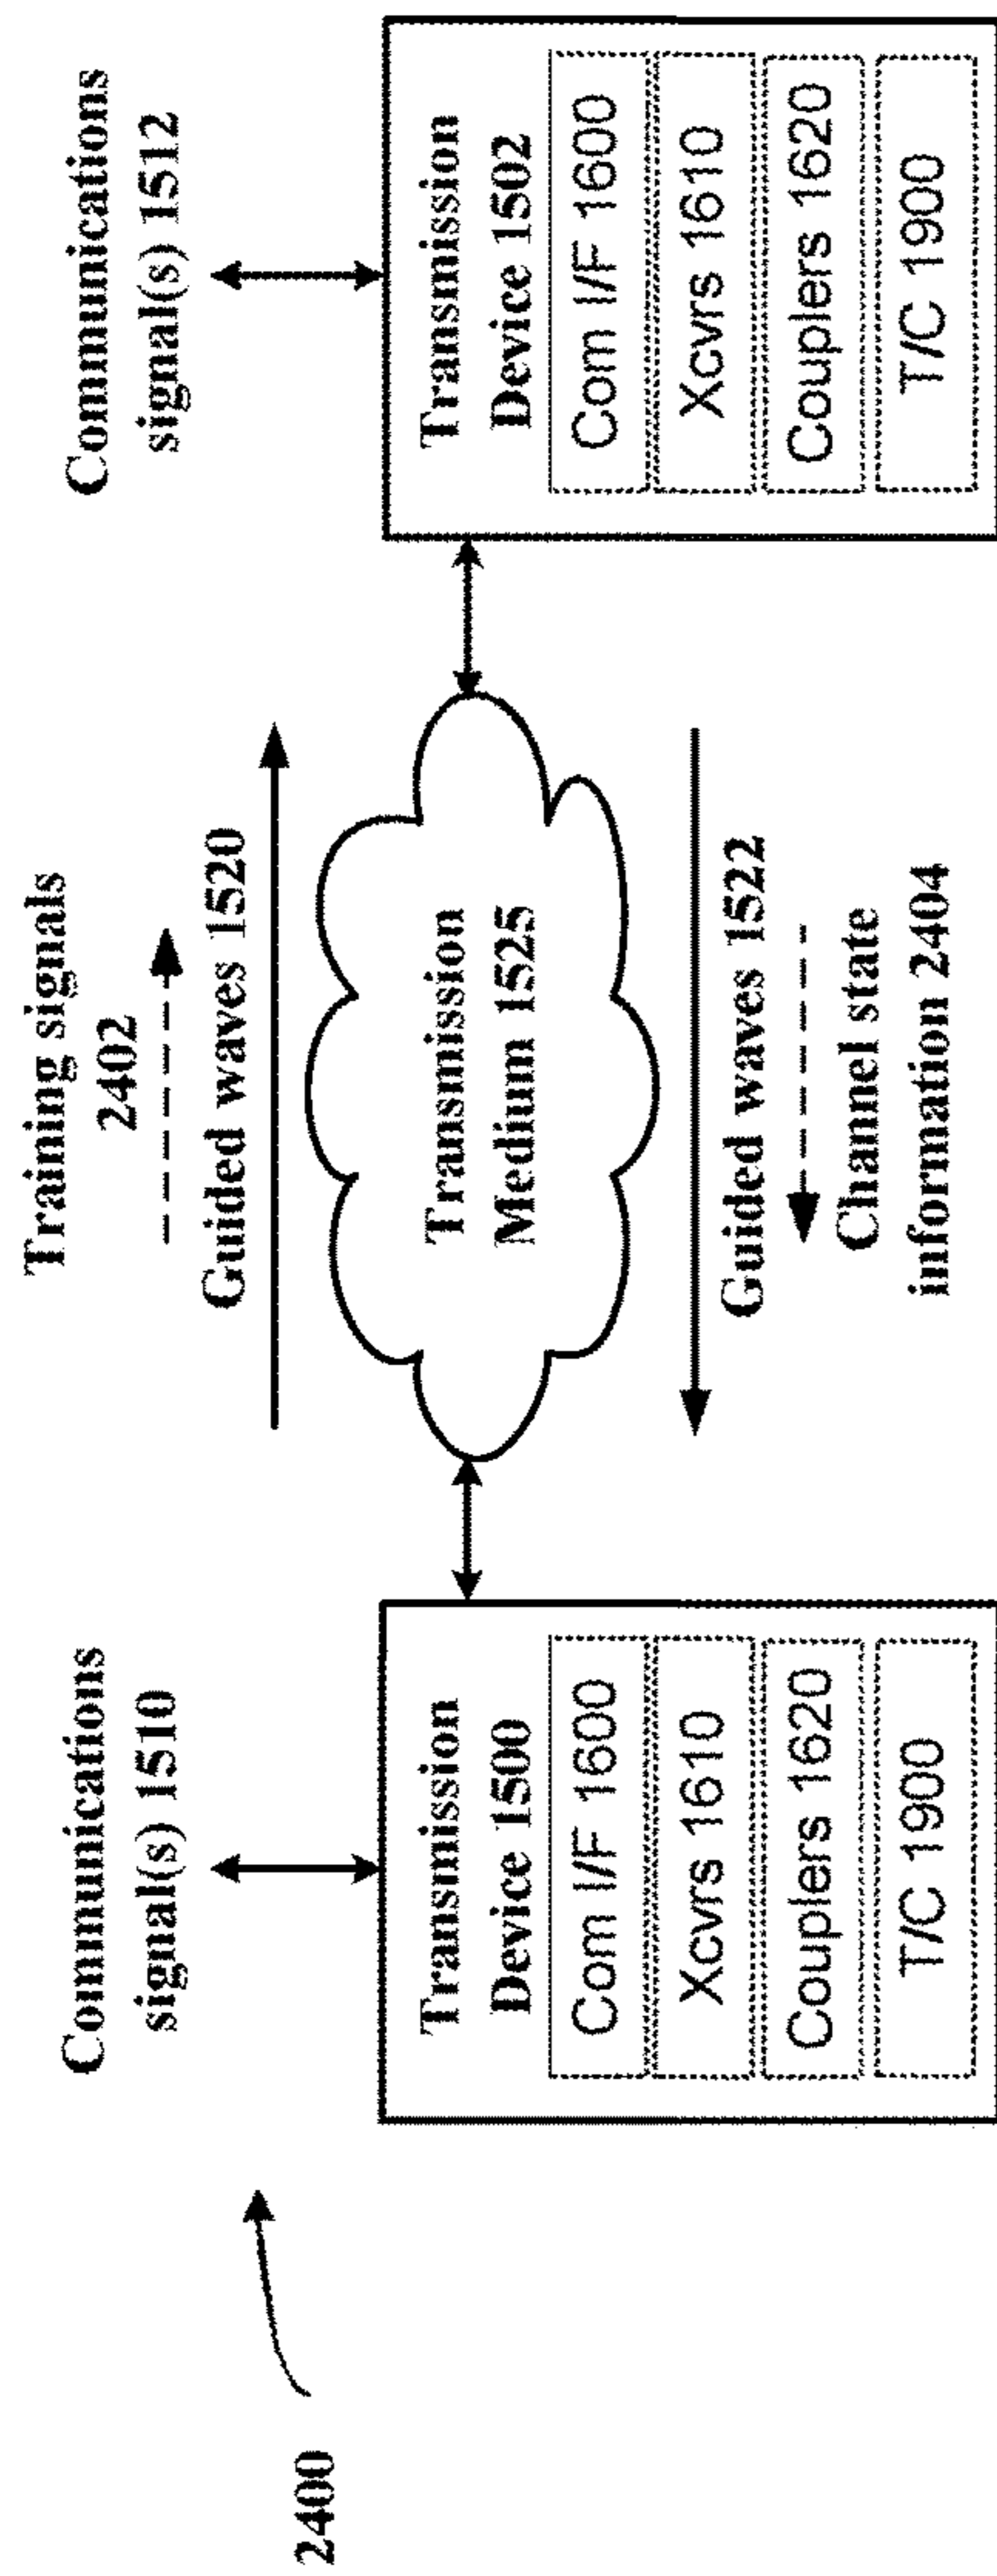 2400
Communications
signal(s) 1510
Transmission
Device 1500
Com I/F 1600
Xcvrs 1610
Couplers 1620
T/C 1900
Training signals
2402
Guided waves 1520
Transmission
Medium 1525
Guided waves 1522
Channel state
information 2404
Communications
signal(s) 1512
Transmission
Device 1502
Com I/F 1600
Xcvrs 1610
Couplers 1620
T/C 1900